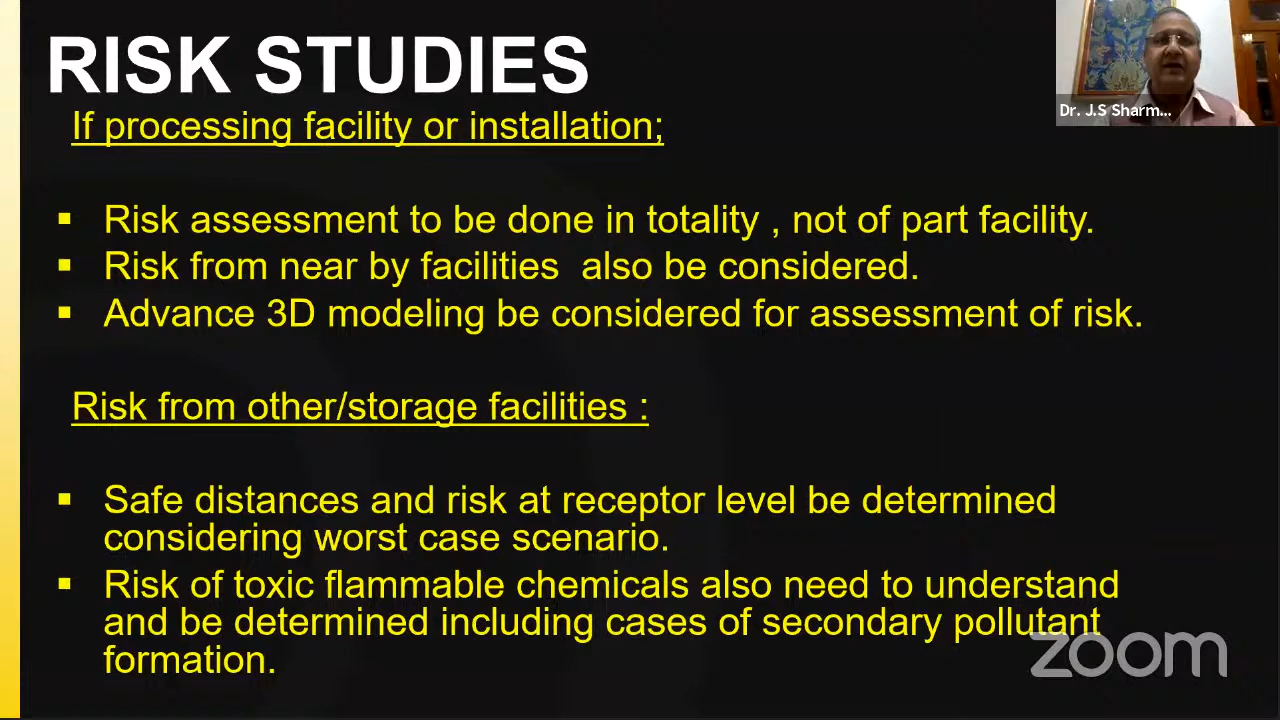 RISK STUDIES
Dr. J.S Sharm...
If processing facility or installation;
▪ Risk assessment to be done in totality , not of part facility.
▪ Risk from near by facilities also be considered.
▪ Advance 3D modeling be considered for assessment of risk.
Risk from other/storage facilities :
▪ Safe distances and risk at receptor level be determined
considering worst case scenario.
▪ Risk of toxic flammable chemicals also need to understand
and be determined including cases of secondary pollutant
formation.
zoom